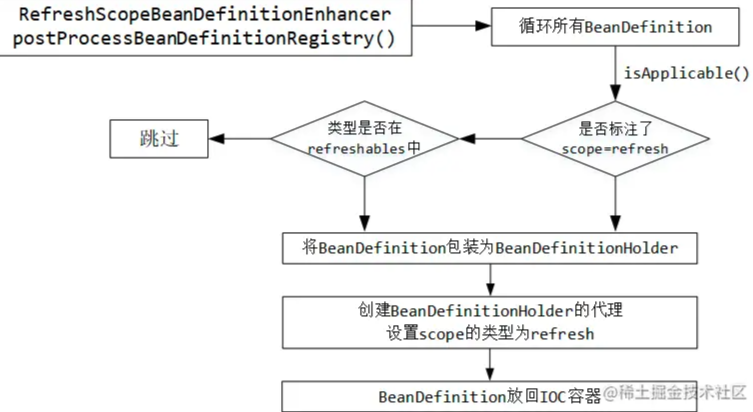 RefreshScopeBeanDefinitionEnhancer
postProcessBeanDefinitionRegistry()
循环所有BeanDefinition
isApplicable()
类型是否在
refreshables中
是否标注了
scope=refresh
跳过
将BeanDefinition包装为BeanDefinitionHolder
创建BeanDefinitionHolder的代理
设置scope的类型为refresh
BeanDefinition放回IOC容器
@稀土掘金技术社区